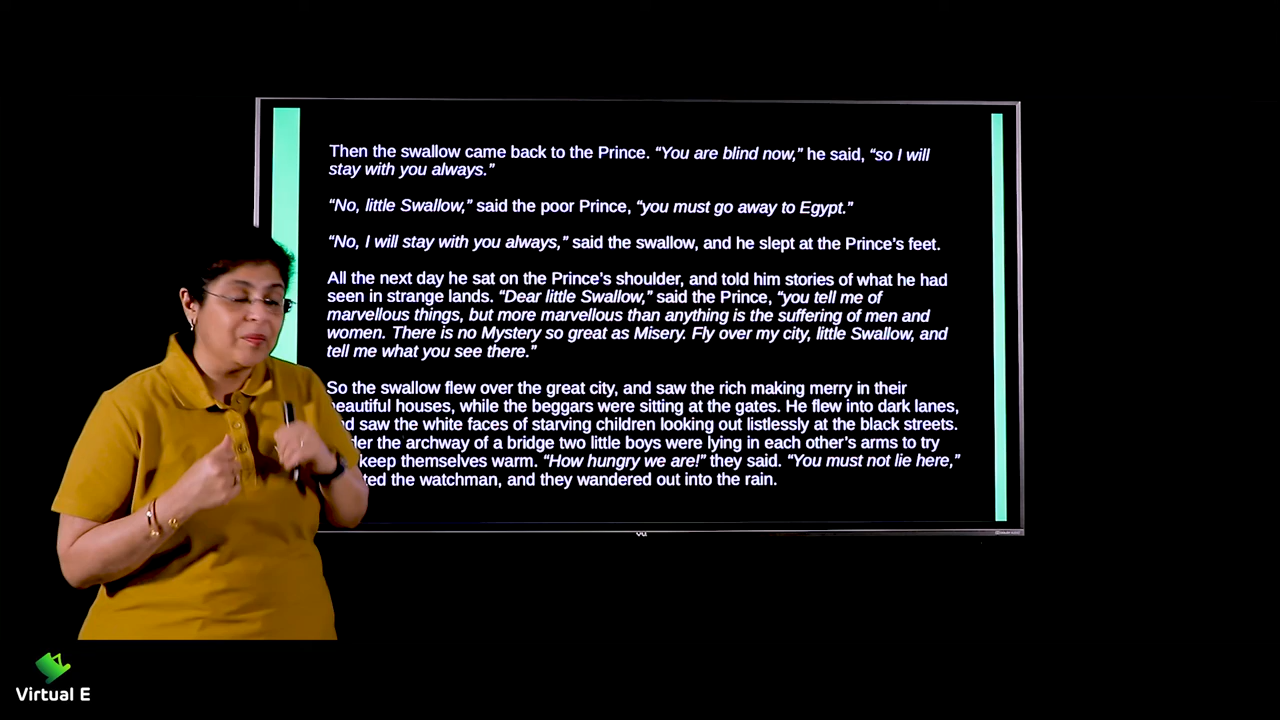 Then the swallow came back to the Prince. “You are blind now,” he said, “so I will
stay with you always.”
“No, little Swallow,” said the poor Prince, “you must go away to Egypt.”
“No, I will stay with you always,” said the swallow, and he slept at the Prince’s feet.
All the next day he sat on the Prince’s shoulder, and told him stories of what he had
seen in strange lands. “Dear little Swallow,” said the Prince, “you tell me of
marvellous things, but more marvellous than anything is the suffering of men and
women. There is no Mystery so great as Misery. Fly over my city, little Swallow, and
tell me what you see there.”
So the swallow flew over the great city, and saw the rich making merry in their
beautiful houses, while the beggars were sitting at the gates. He flew into dark lanes,
and saw the white faces of starving children looking out listlessly at the black streets.
the archway of a bridge two little boys were lying in each other’s arms to try
keep themselves warm. “How hungry we are!” they said. “You must not lie here,”
the watchman, and they wandered out into the rain.
Vu
Virtual E